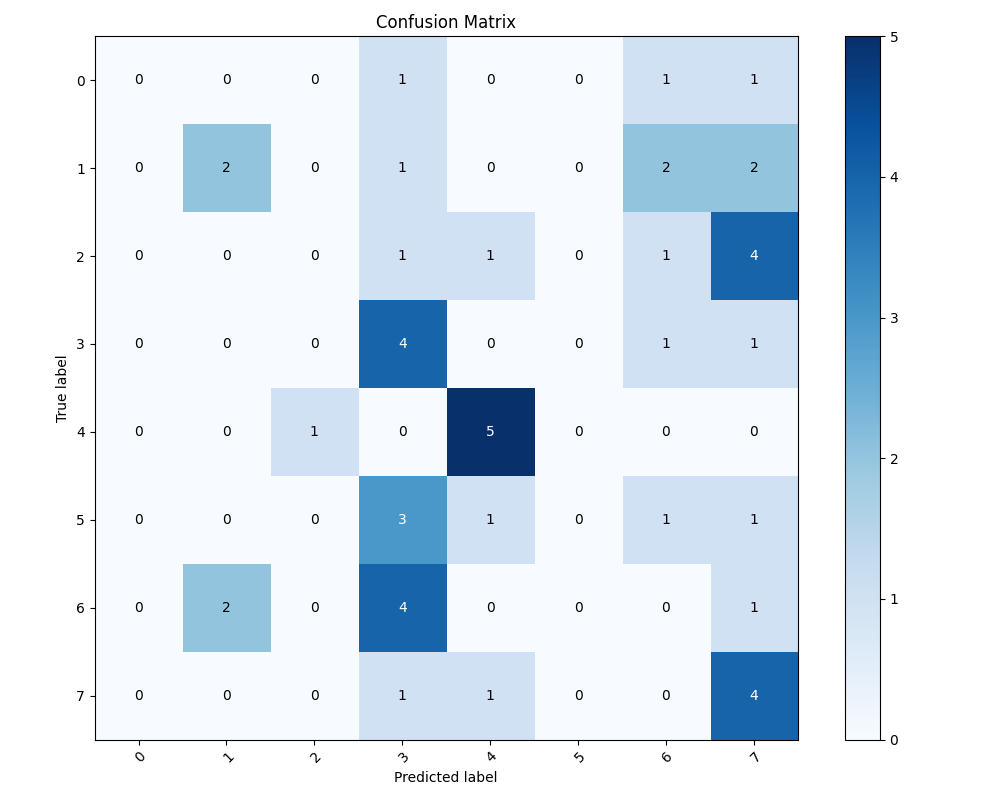 Confusion Matrix
0 0 0 0 1 0 0 1 1
1 0 2 0 1 0 0 2 2
2 0 0 0 1 1 0 1 4
3 0 0 0 4 0 0 1 1
4 0 0 1 0 5 0 0 0
5 0 0 0 3 1 0 1 1
6 0 2 0 4 0 0 0 1
7 0 0 0 1 1 0 0 4
0 1 2 3 4 5 6 7
Predicted label
True label
5
4
3
2
1
0